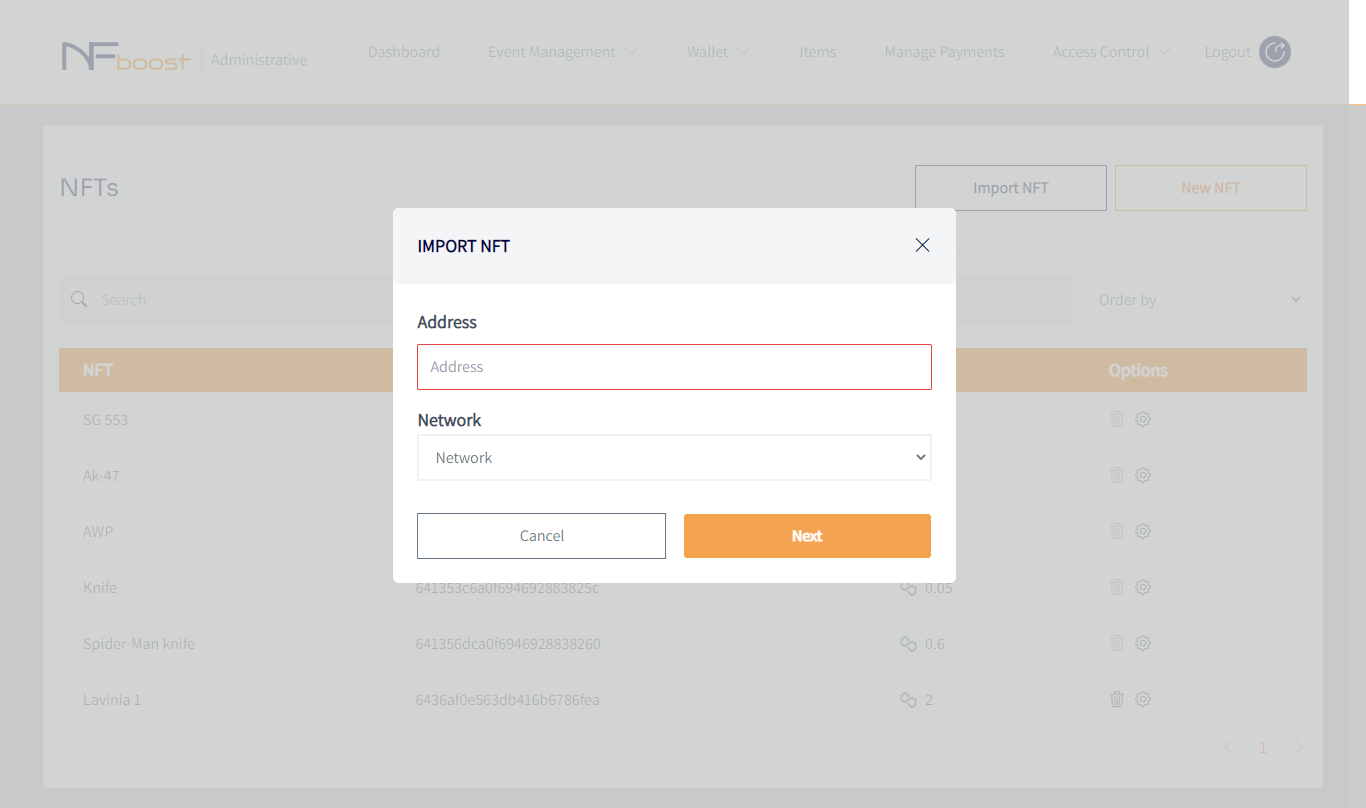 NFboost | Administrative
Dashboard
Event Management
Wallet
Items
Manage Payments
Access Control
Logout
NFTs
Import NFT
New NFT
IMPORT NFT
Search
Order by
Address
Address
NFT
Options
Network
Network
SG 553
Ak-47
Cancel
Next
AWP
Knife 641353c6a0f694692883825c 0.05
Spider-Man knife 641356dca0f6946928838260 0.6
Lavinia 1 6436af0e563db416b6786fea 2
1